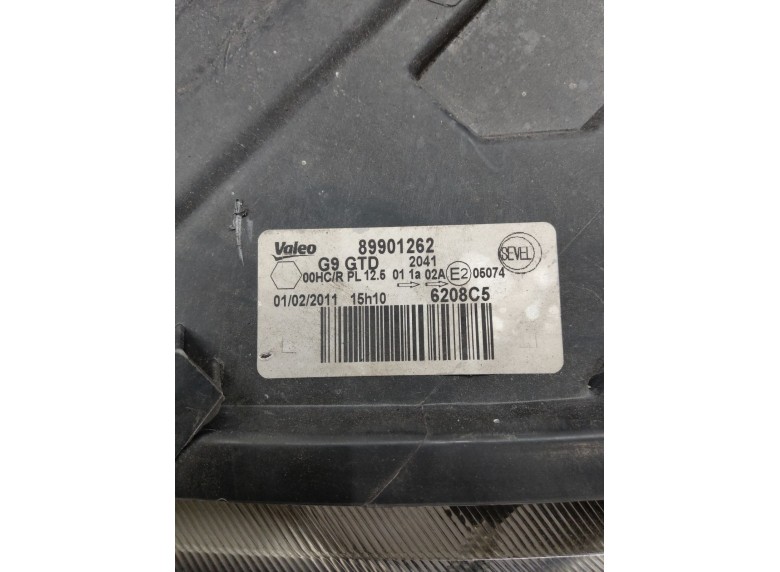 Valeo 89901262 SEVEL
G9 GTD 2041
00HC/R PL 12.5 01 1a 02A E2 05074
01/02/2011 15h10 6208C5